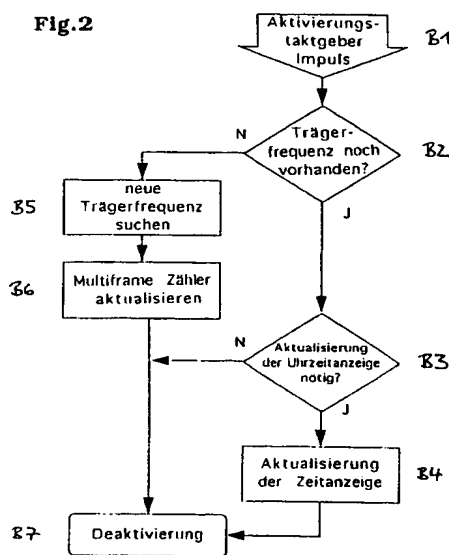 Fig.2
Aktivierungs-
taktgeber
Impuls
B1
Träger-
frequenz noch
vorhanden?
B2
N
J
neue
Trägerfrequenz
suchen
B5
Multiframe Zähler
aktualisieren
B6
Aktualisierung
der Uhrzeitanzeige
nötig?
B3
N
J
Aktualisierung
der Zeitanzeige
B4
B7
Deaktivierung